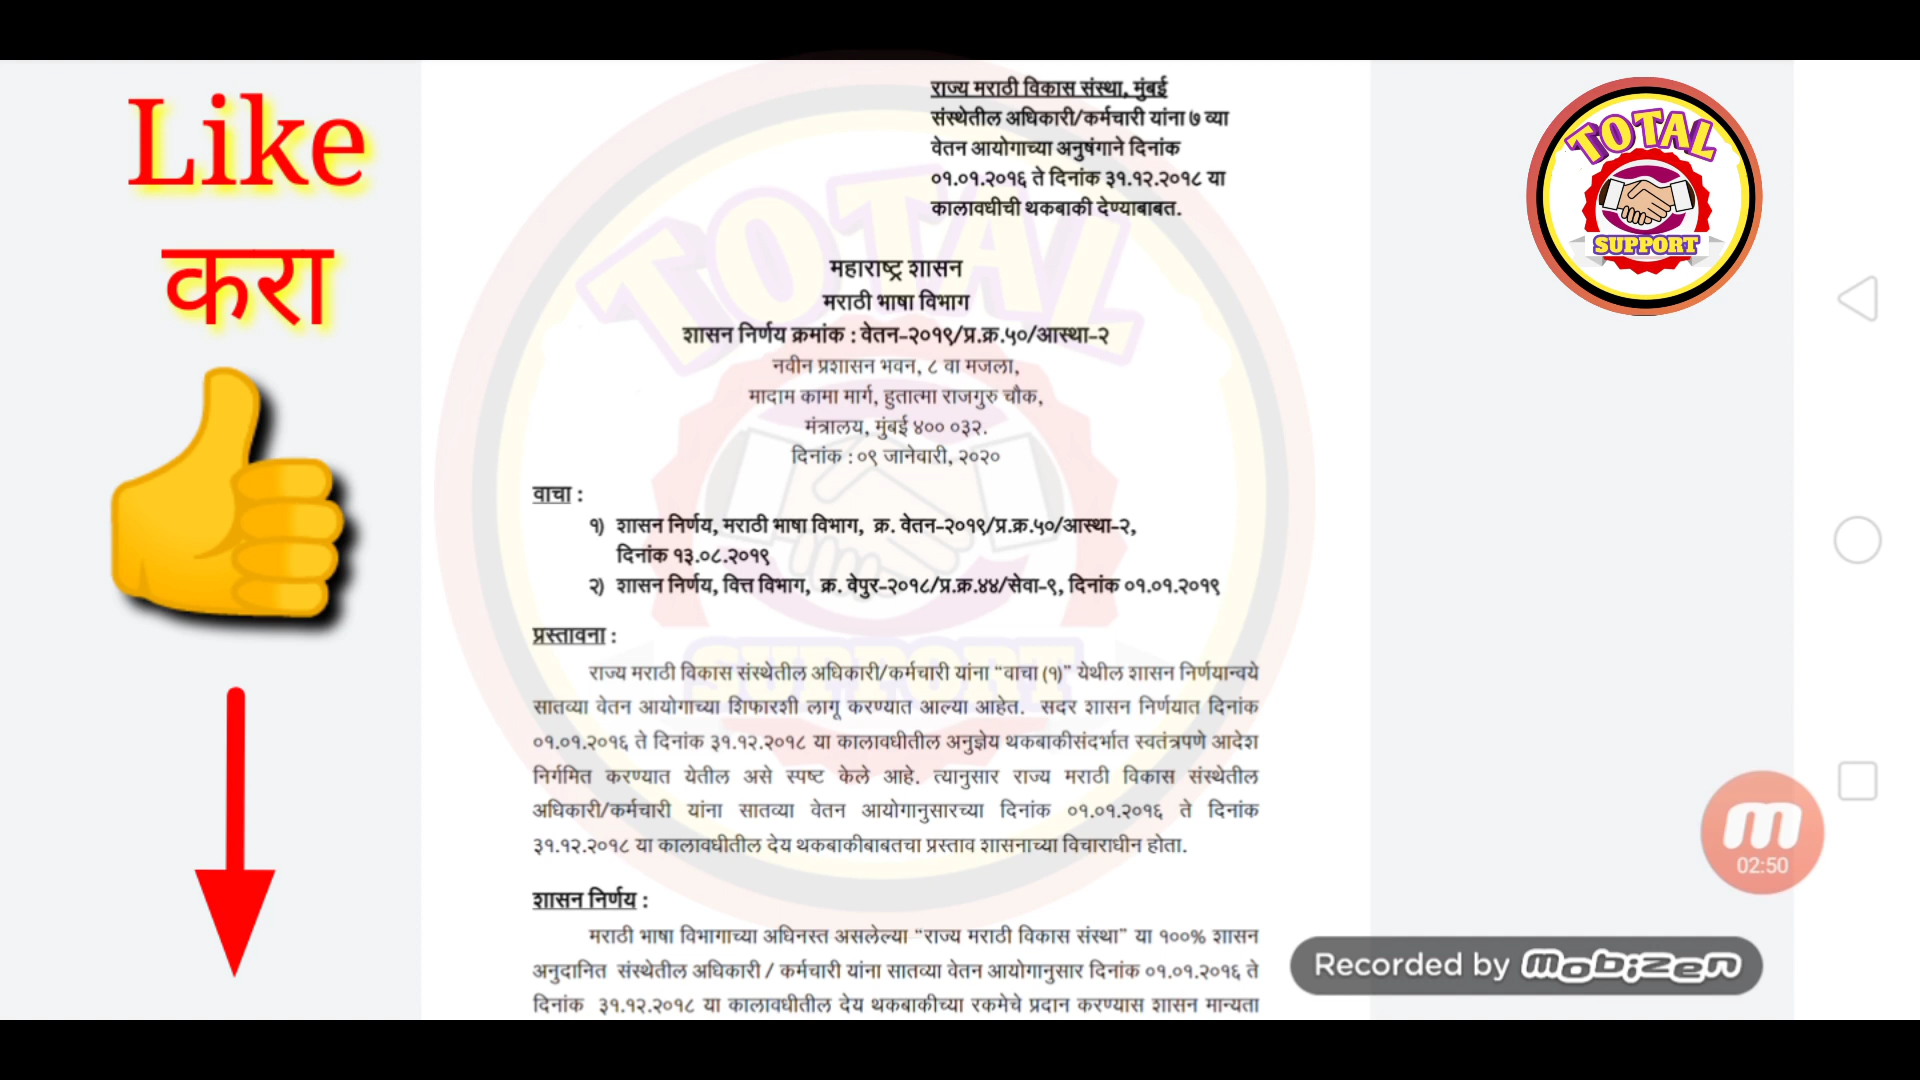 Like
करा
राज्य मराठी विकास संस्था, मुंबई
संस्थेतील अधिकारी/कर्मचारी यांना ७ व्या
वेतन आयोगाच्या अनुषंगाने दिनांक
०१.०१.२०१६ ते दिनांक ३१.१२.२०१८ या
कालावधीची थकबाकी देण्याबाबत.
महाराष्ट्र शासन
मराठी भाषा विभाग
शासन निर्णय क्रमांक : वेतन-२०१९/प्र.क्र.५०/आस्था-२
नवीन प्रशासन भवन, ८ वा मजला,
मादाम कामा मार्ग, हुतात्मा राजगुरु चौक,
मंत्रालय, मुंबई ४०० ०३२.
दिनांक : ०९ जानेवारी, २०२०
वाचा :
१) शासन निर्णय, मराठी भाषा विभाग, क्र. वेतन-२०१९/प्र.क्र.५०/आस्था-२,
दिनांक १३.०८.२०१९
२) शासन निर्णय, वित्त विभाग, क्र. वेपुर-२०१८/प्र.क्र.४४/सेवा-९, दिनांक ०१.०१.२०१९
प्रस्तावना :
राज्य मराठी विकास संस्थेतील अधिकारी/कर्मचारी यांना “वाचा (१)” येथील शासन निर्णयान्वये
सातव्या वेतन आयोगाच्या शिफारशी लागू करण्यात आल्या आहेत. सदर शासन निर्णयात दिनांक
०१.०१.२०१६ ते दिनांक ३१.१२.२०१८ या कालावधीतील अनुज्ञेय थकबाकीसंदर्भात स्वतंत्रपणे आदेश
निर्गमित करण्यात येतील असे स्पष्ट केले आहे. त्यानुसार राज्य मराठी विकास संस्थेतील
अधिकारी/कर्मचारी यांना सातव्या वेतन आयोगानुसारच्या दिनांक ०१.०१.२०१६ ते दिनांक
३१.१२.२०१८ या कालावधीतील देय थकबाकीबाबतचा प्रस्ताव शासनाच्या विचाराधीन होता.
शासन निर्णय :
मराठी भाषा विभागाच्या अधिनस्त असलेल्या “राज्य मराठी विकास संस्था” या १००% शासन
अनुदानित संस्थेतील अधिकारी / कर्मचारी यांना सातव्या वेतन आयोगानुसार दिनांक ०१.०१.२०१६ ते
दिनांक ३१.१२.२०१८ या कालावधीतील देय थकबाकीच्या रकमेचे प्रदान करण्यास शासन मान्यता
TOTAL
SUPPORT
TOTAL
SUPPORT
02:50
Recorded by Mobizen